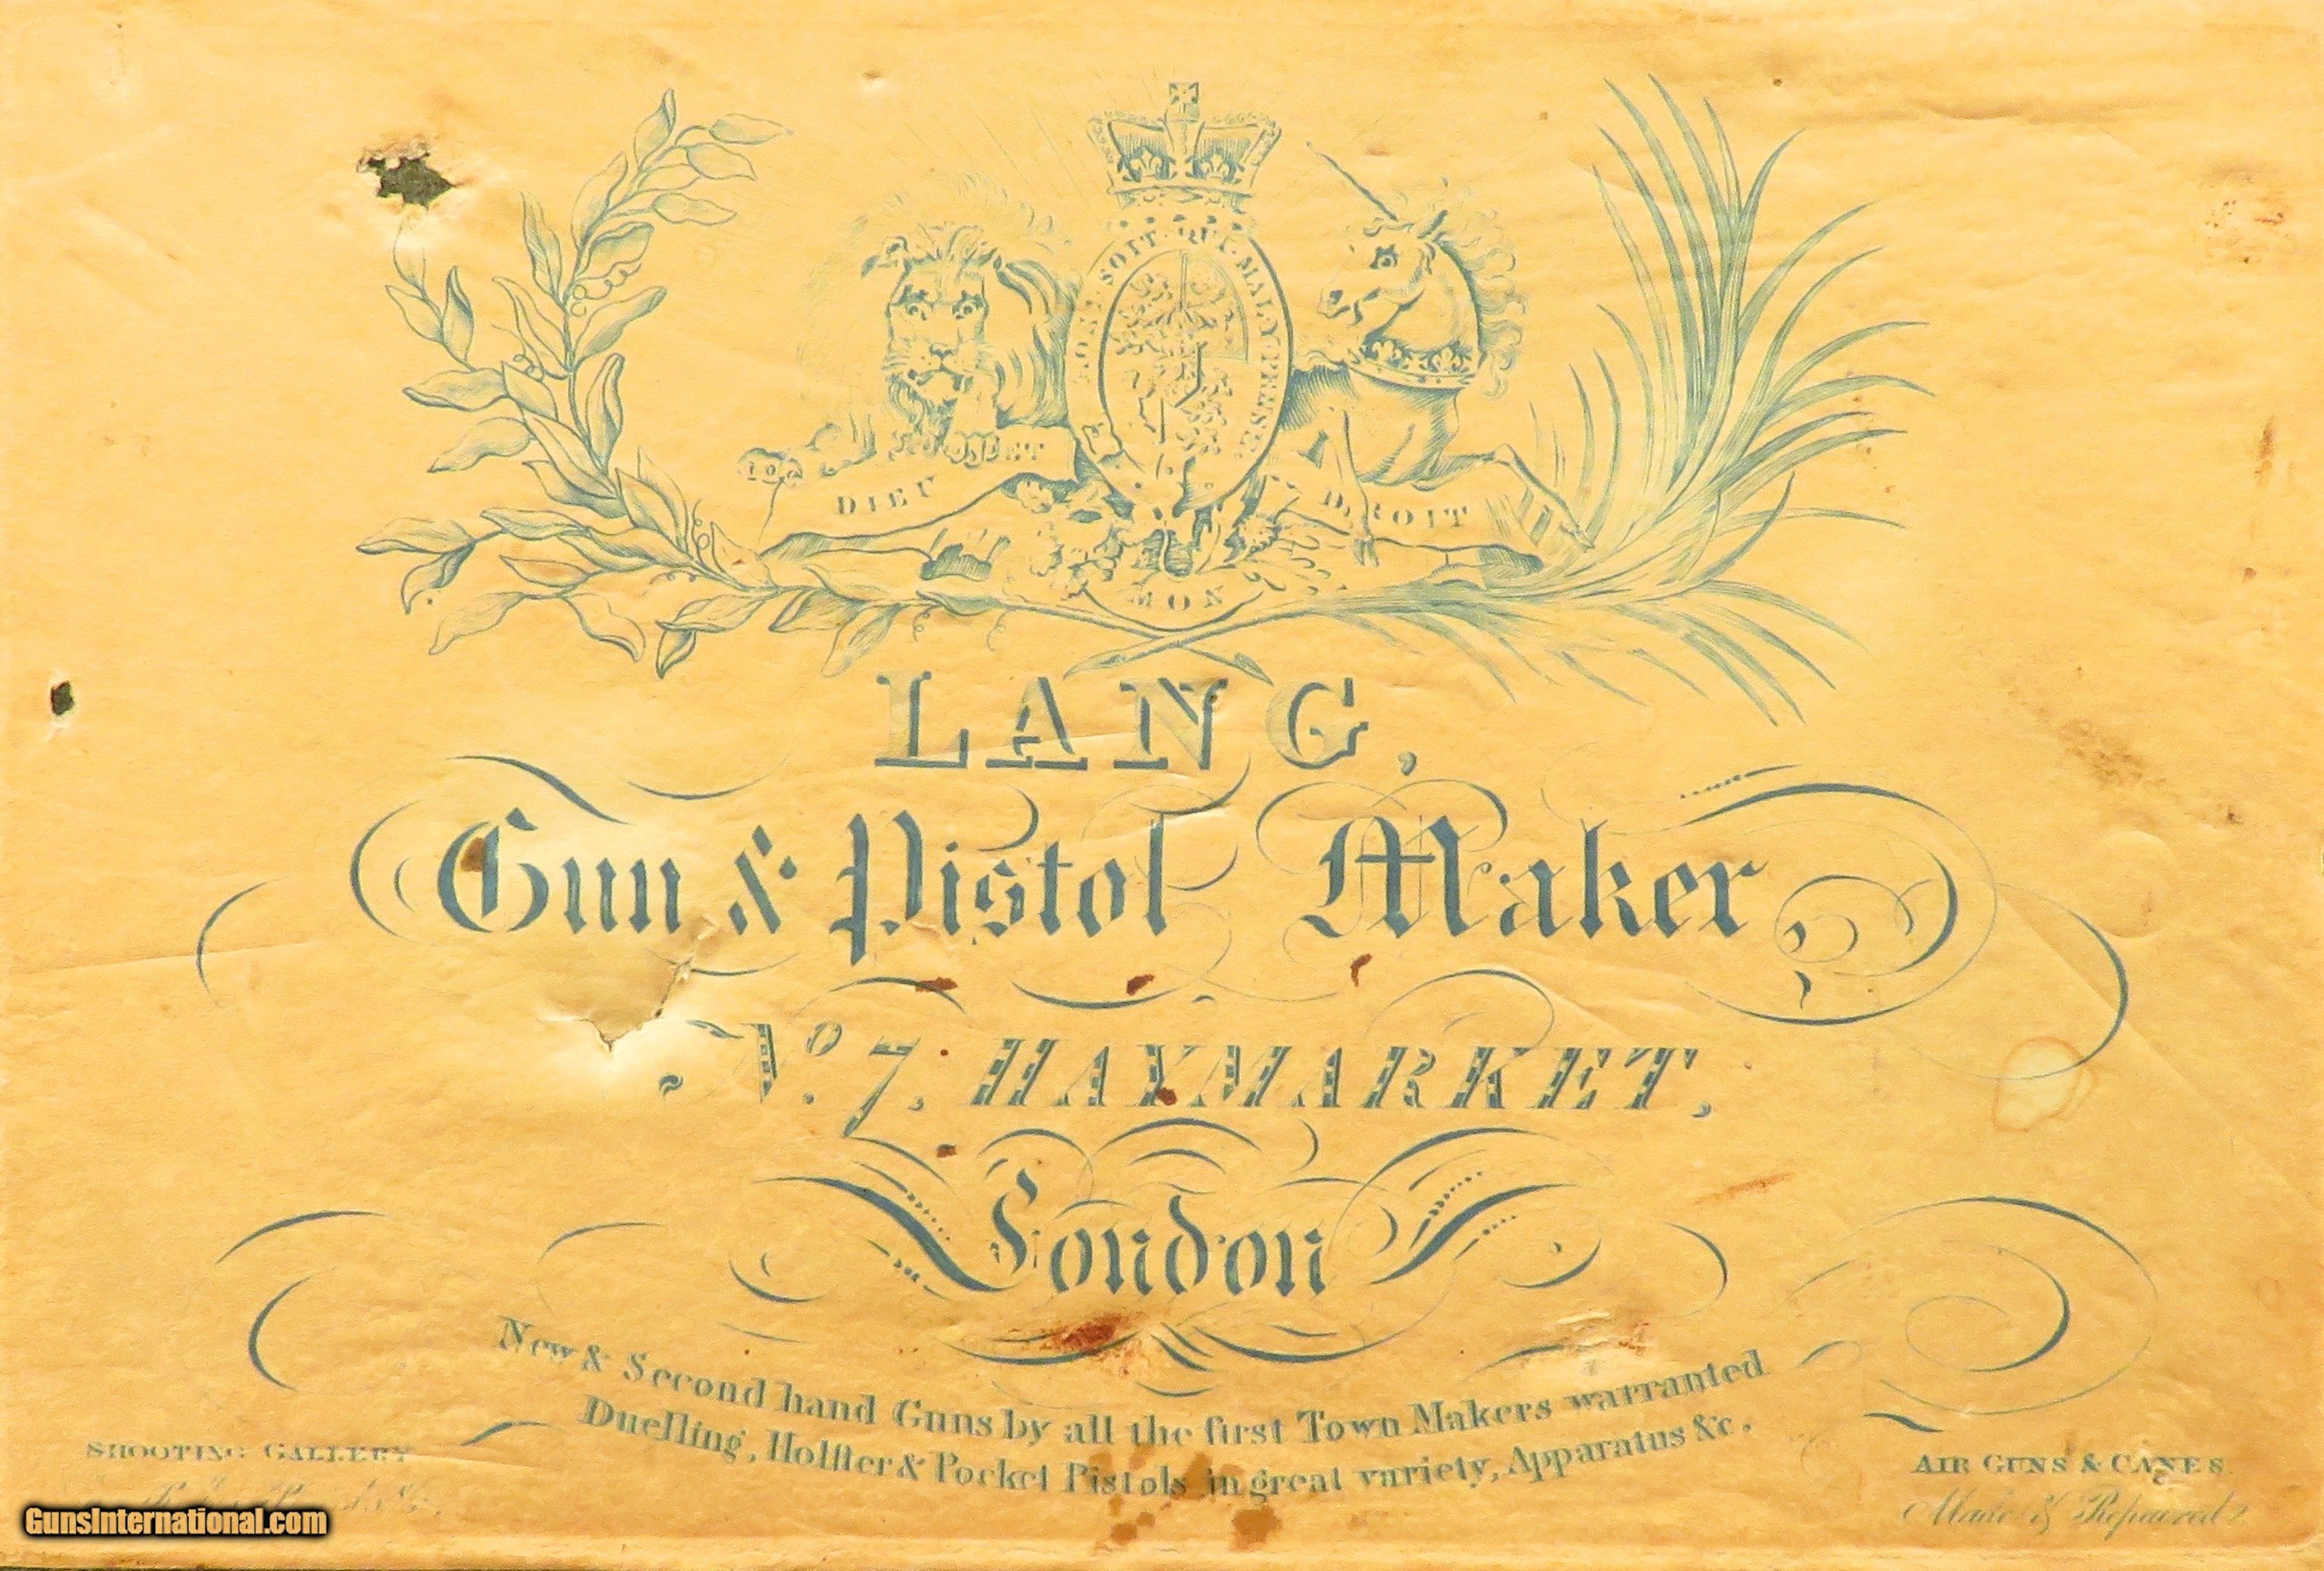 HONI·SOIT·QUI·MAL·Y·PENSE
DIEU
DROIT
MON
LANG,
Gun & Pistol Maker,
No. 7, HAYMARKET,
London
New & Second hand Guns by all the first Town Makers warranted
Duelling, Holster & Pocket Pistols in great variety, Apparatus &c.
SHOOTING GALLERY
AIR GUNS & CANES
Made & Repaired
GunsInternational.com